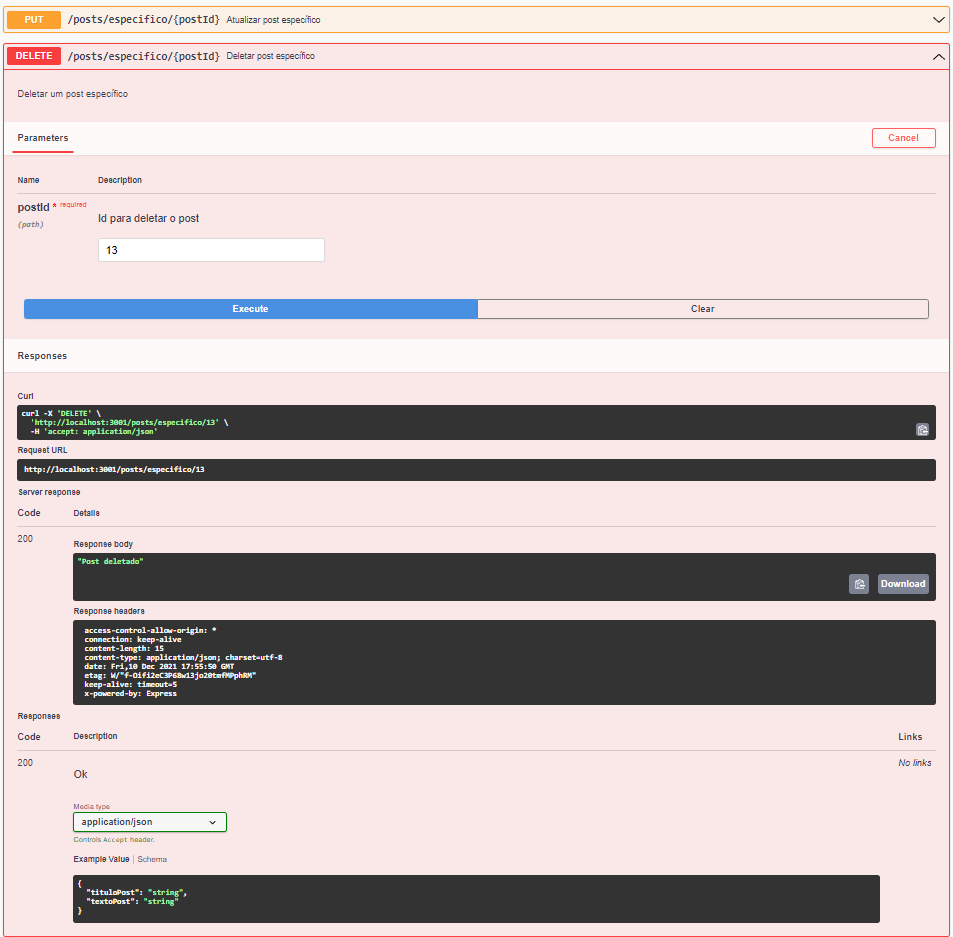 PUT /posts/especifico/{postId} Atualizar post específico
DELETE /posts/especifico/{postId} Deletar post específico
Deletar um post específico
Parameters Cancel
Name Description
postId * required
(path)
Id para deletar o post
13
Execute Clear
Responses
Curl
curl -X 'DELETE' \
'http://localhost:3001/posts/especifico/13' \
-H 'accept: application/json'
Request URL
http://localhost:3001/posts/especifico/13
Server response
Code Details
200
Response body
"Post deletado"
Download
Response headers
access-control-allow-origin: *
connection: keep-alive
content-length: 15
content-type: application/json; charset=utf-8
date: Fri,10 Dec 2021 17:55:50 GMT
keep-alive: timeout=5
x-powered-by: Express
Responses
Code Description Links
200 No links
Ok
Media type
application/json
Controls Accept header.
Example Value | Schema
{
"tituloPost": "string",
"textoPost": "string"
}